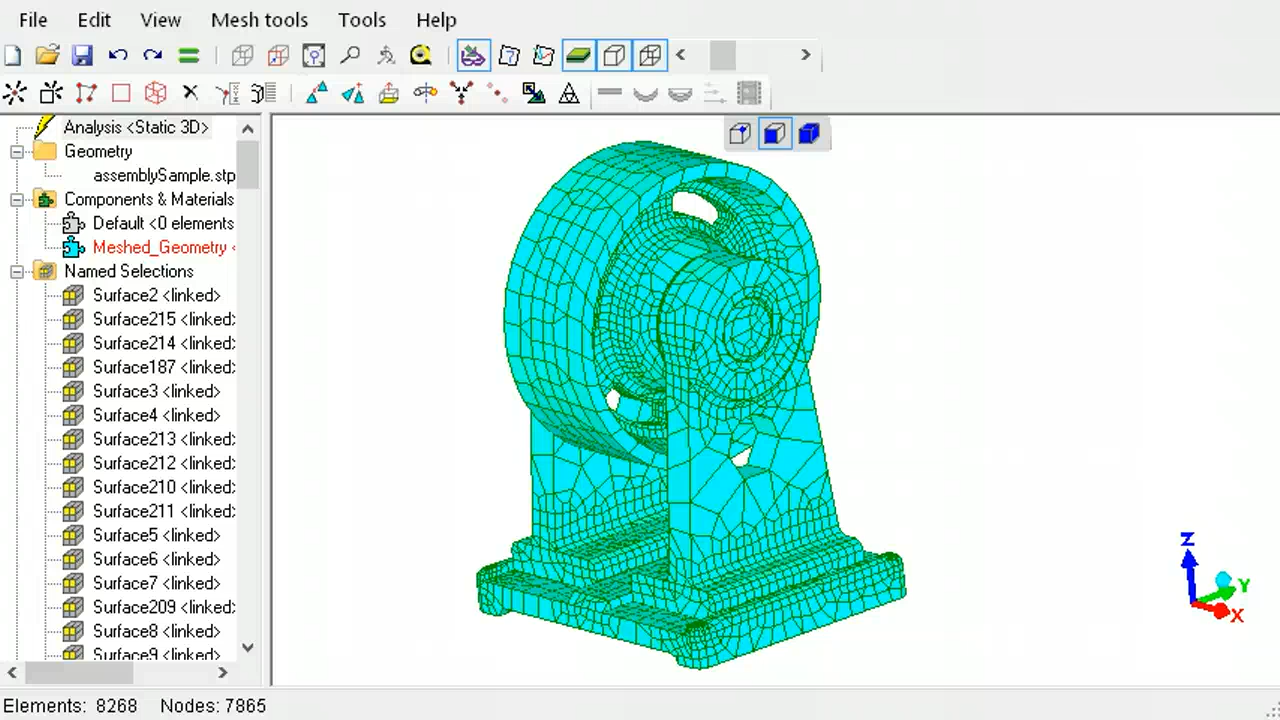 File Edit View Mesh tools Tools Help
Analysis <Static 3D>
Geometry
assemblySample.stp
Components & Materials
Default <0 elements
Meshed_Geometry <
Named Selections
Surface2 <linked>
Surface215 <linked>
Surface214 <linked>
Surface187 <linked>
Surface3 <linked>
Surface4 <linked>
Surface213 <linked>
Surface212 <linked>
Surface210 <linked>
Surface211 <linked>
Surface5 <linked>
Surface6 <linked>
Surface7 <linked>
Surface209 <linked>
Surface8 <linked>
Surface9 <linked>
Z
Y
X
Elements: 8268 Nodes: 7865